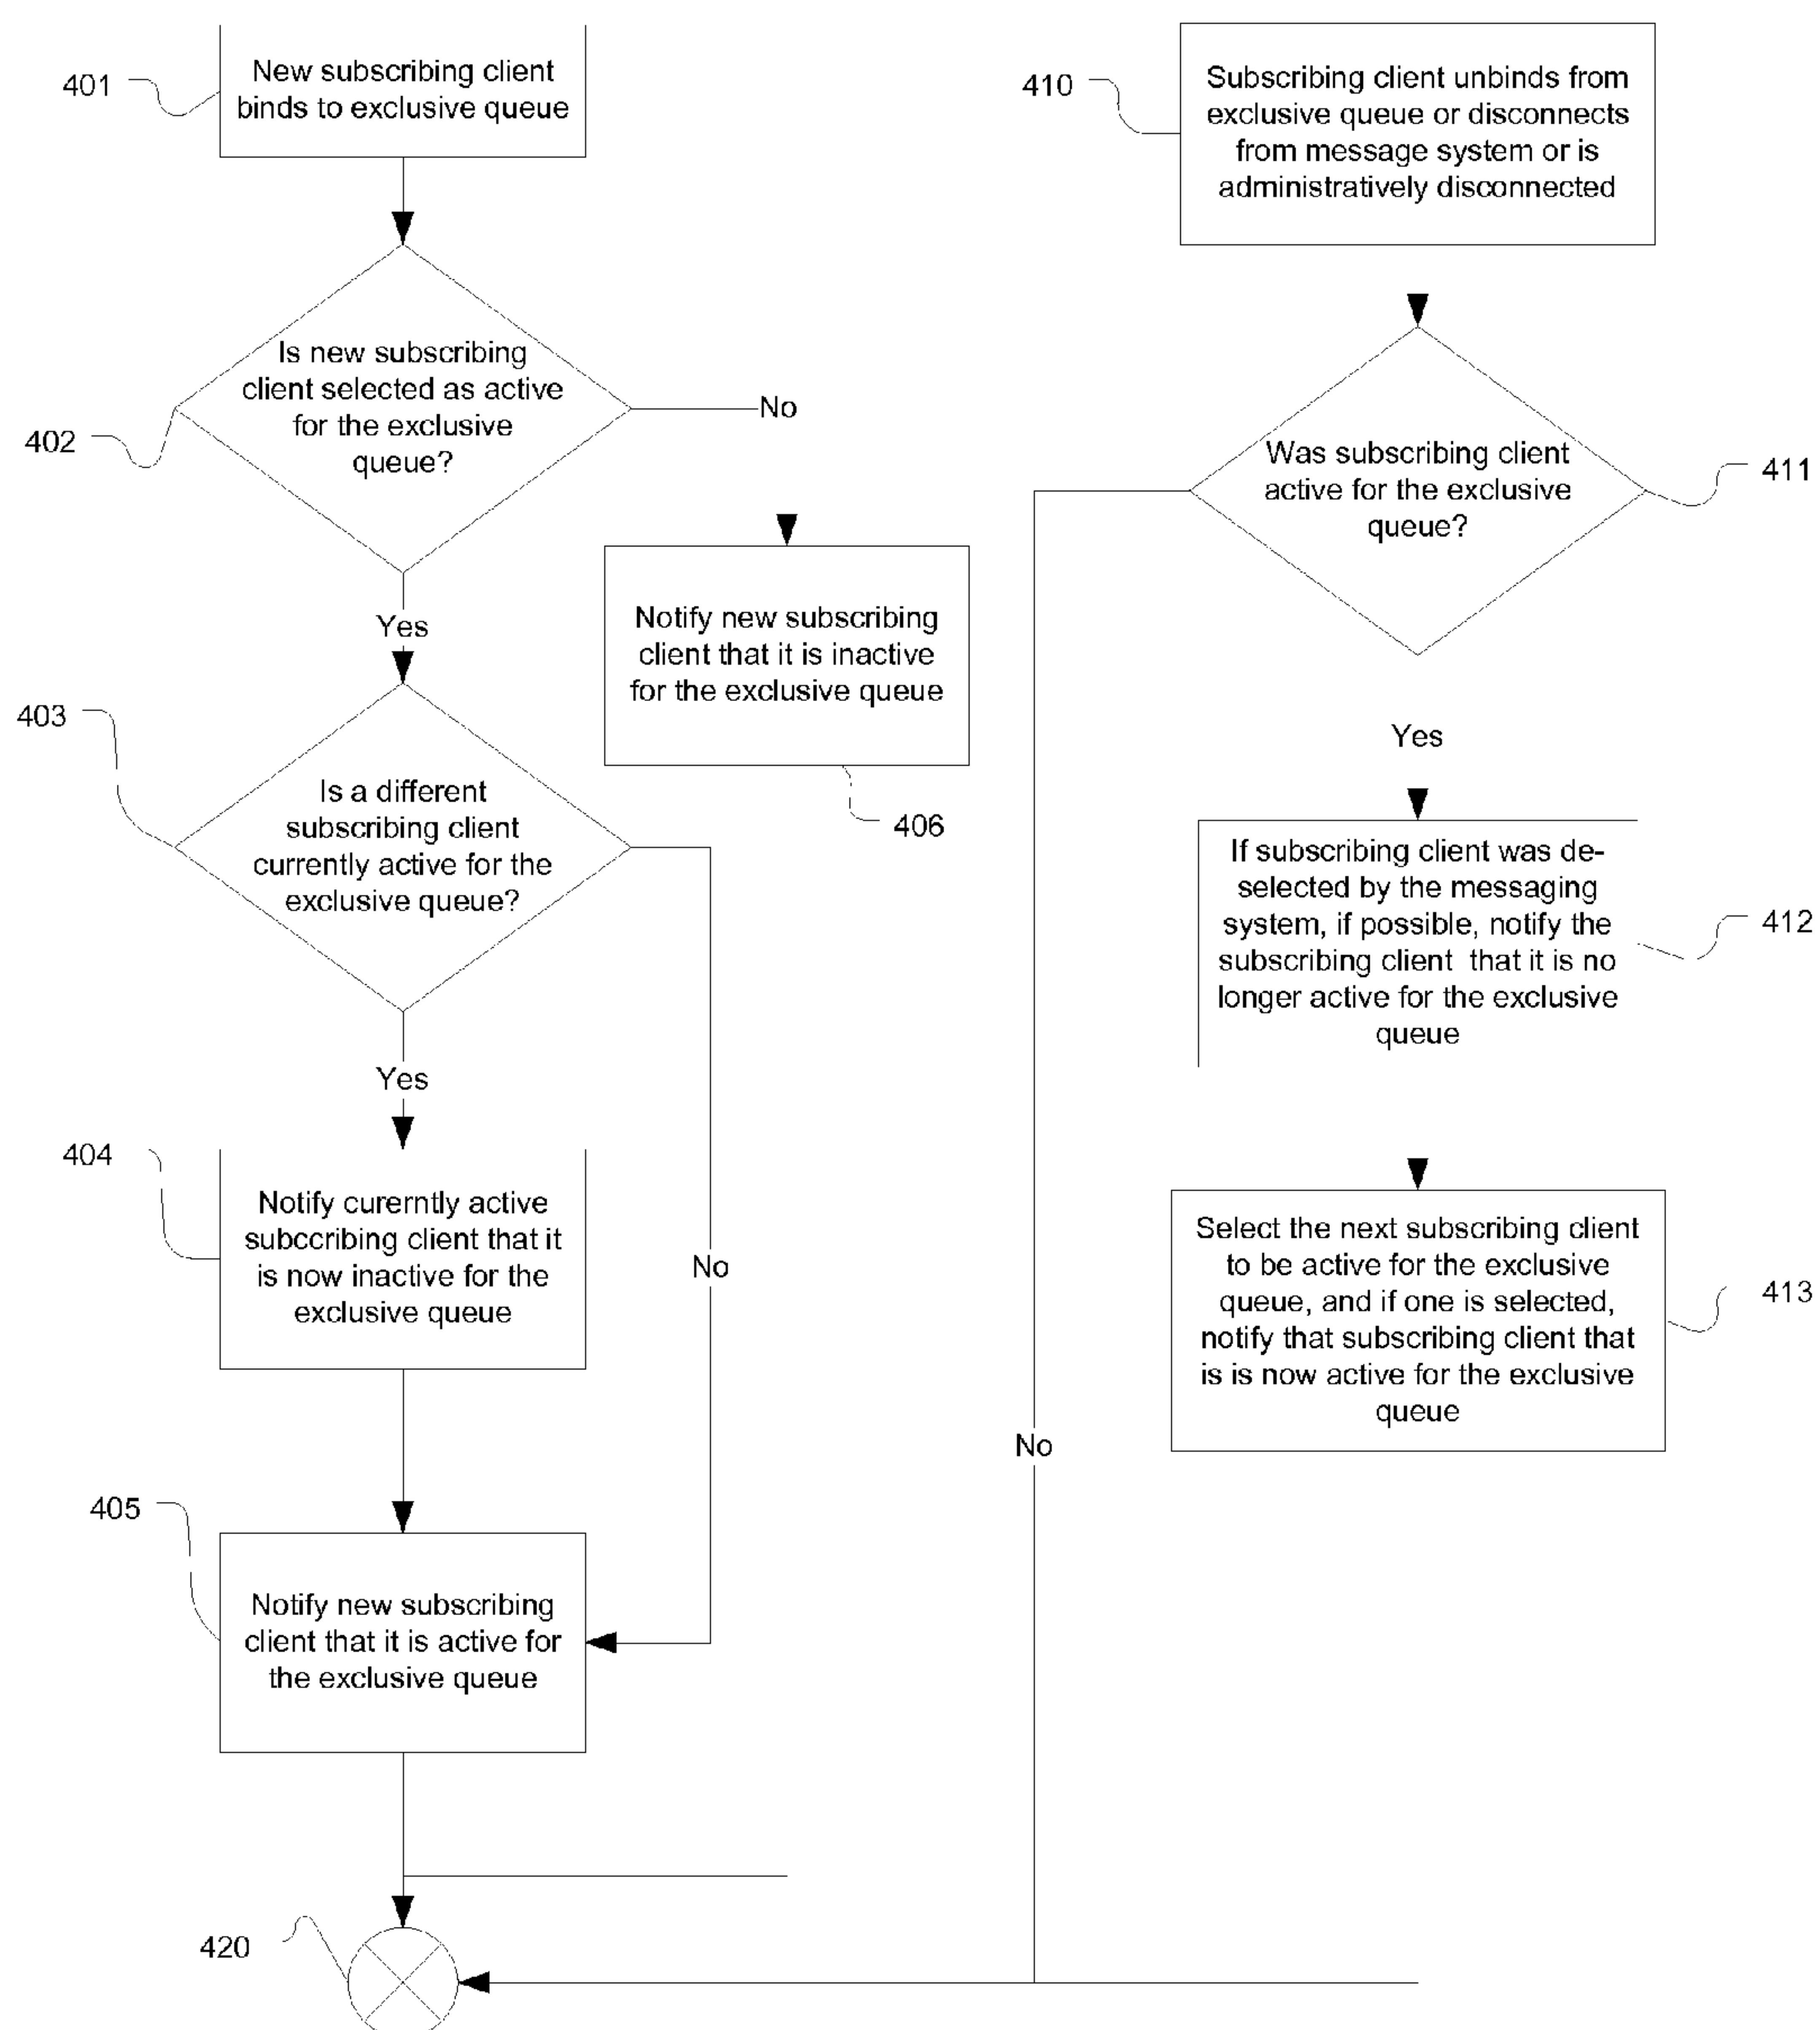 401
New subscribing client
binds to exclusive queue
402
Is new subscribing
client selected as active
for the exclusive
queue?
No
Yes
406
Notify new subscribing
client that it is inactive
for the exclusive queue
403
Is a different
subscribing client
currently active for the
exclusive queue?
Yes
No
404
Notify curerntly active
subccribing client that it
is now inactive for the
exclusive queue
405
Notify new subscribing
client that it is active for
the exclusive queue
420
410
Subscribing client unbinds from
exclusive queue or disconnects
from message system or is
administratively disconnected
411
Was subscribing client
active for the exclusive
queue?
Yes
No
412
If subscribing client was de-
selected by the messaging
system, if possible, notify the
subscribing client that it is no
longer active for the exclusive
queue
413
Select the next subscribing client
to be active for the exclusive
queue, and if one is selected,
notify that subscribing client that
is is now active for the exclusive
queue